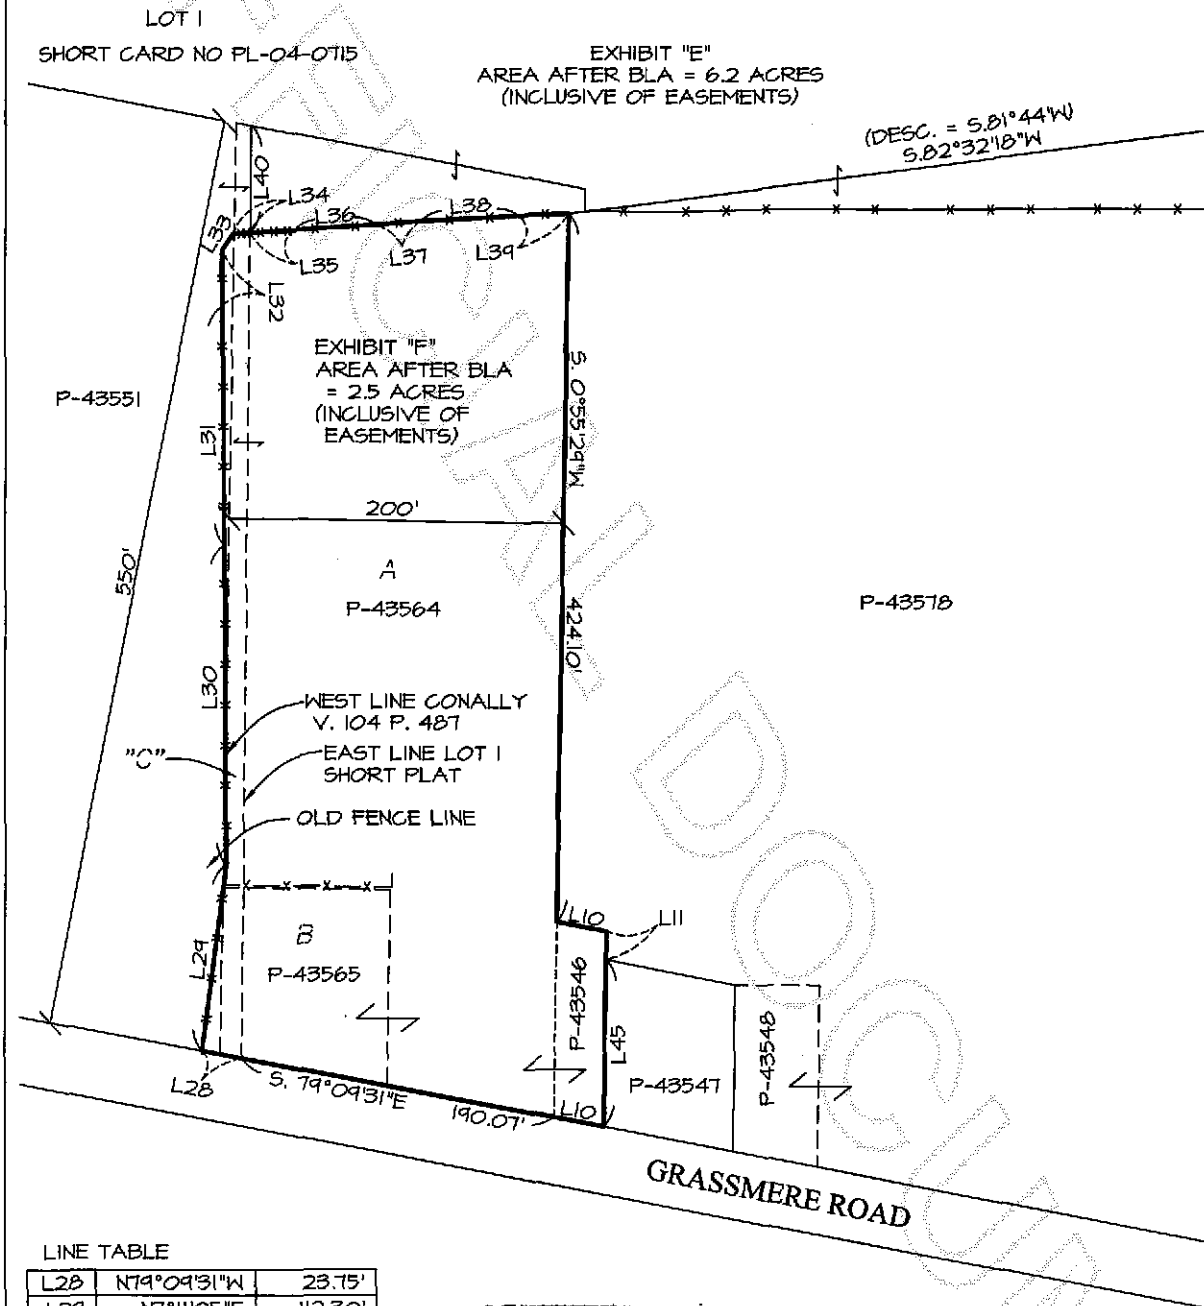 LOT 1
SHORT CARD NO PL-04-0715
EXHIBIT "E"
AREA AFTER BLA = 6.2 ACRES
(INCLUSIVE OF EASEMENTS)
(DESC. = S.81°44'W)
S.82°32'18"W
L40
L34
L33
L36
L38
L35
L37
L39
L32
EXHIBIT "F"
AREA AFTER BLA
= 2.5 ACRES
(INCLUSIVE OF
EASEMENTS)
S. 0°55'29"W
P-43551
L31
200'
550'
A
P-43564
424.10'
P-43578
L30
WEST LINE CONALLY
V. 104 P. 487
"C"
EAST LINE LOT 1
SHORT PLAT
OLD FENCE LINE
L10
L11
B
P-43565
L29
P-43546
L45
P-43547
P-43548
L28
S. 79°09'31"E
190.07'
L10
GRASSMERE ROAD
LINE TABLE
L28 N79°09'31"W 23.75'